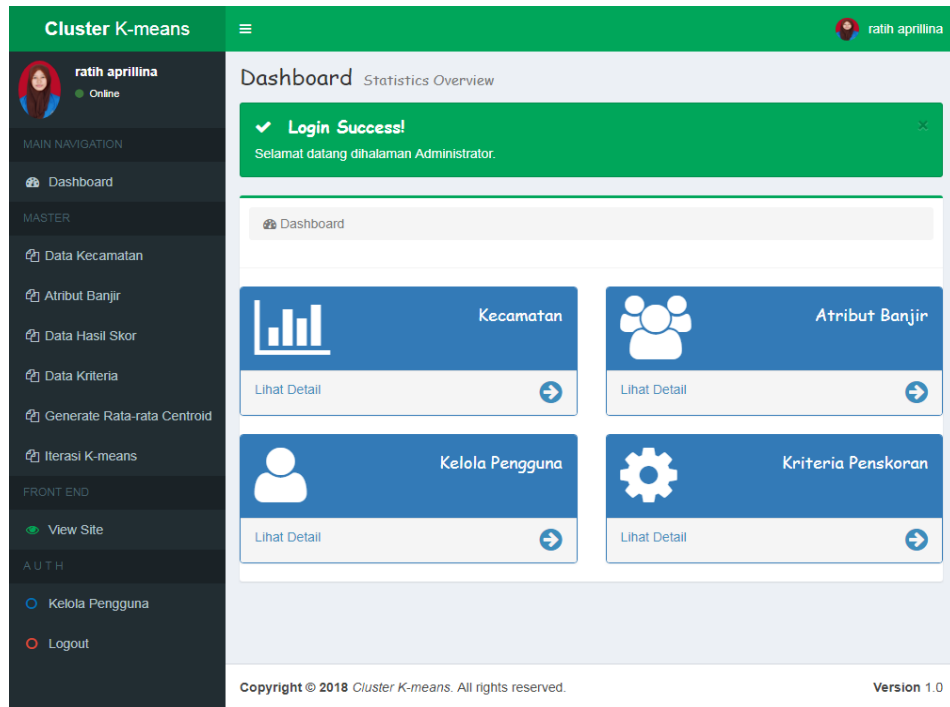 Cluster K-means
ratih aprillina
ratih aprillina
Online
MAIN NAVIGATION
Dashboard
MASTER
Data Kecamatan
Atribut Banjir
Data Hasil Skor
Data Kriteria
Generate Rata-rata Centroid
Iterasi K-means
FRONT END
View Site
AUTH
Kelola Pengguna
Logout
Dashboard Statistics Overview
Login Success!
Selamat datang dihalaman Administrator.
Dashboard
Kecamatan
Lihat Detail
Atribut Banjir
Lihat Detail
Kelola Pengguna
Lihat Detail
Kriteria Penskoran
Lihat Detail
Copyright © 2018 Cluster K-means. All rights reserved.
Version 1.0